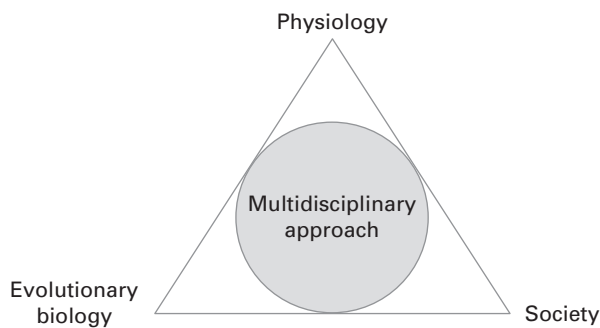 Physiology
Multidisciplinary
approach
Evolutionary
biology
Society